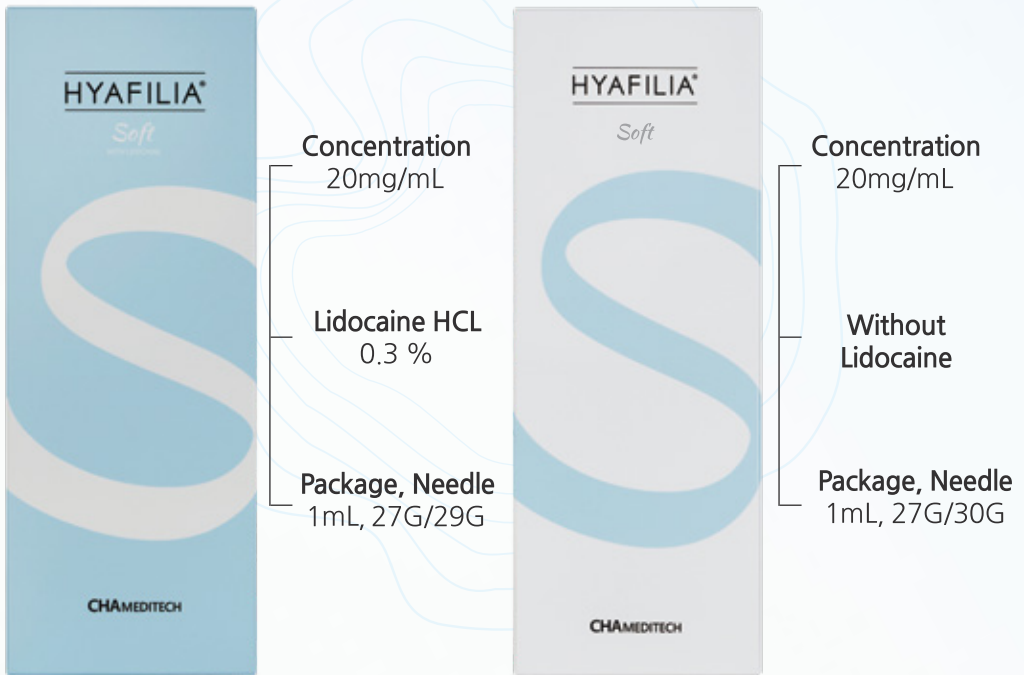 HYAFILIA®
Soft
Concentration
20mg/mL
Lidocaine HCL
0.3 %
Package, Needle
1mL, 27G/29G
CHAMEDITECH
HYAFILIA®
Soft
Concentration
20mg/mL
Without
Lidocaine
Package, Needle
1mL, 27G/30G
CHAMEDITECH